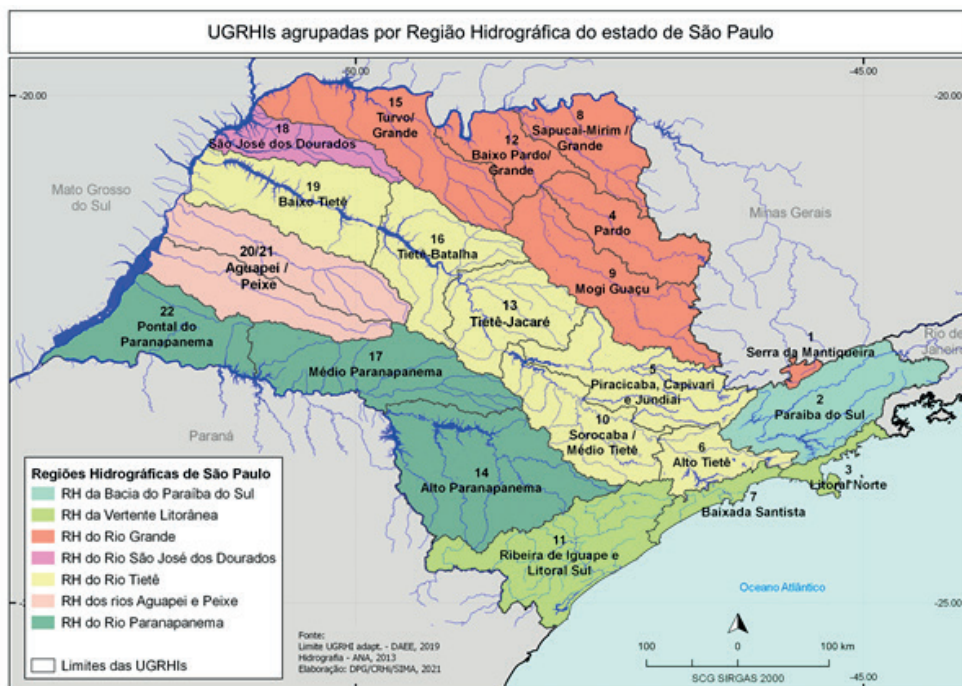 UGRHIs agrupadas por Região Hidrográfica do estado de São Paulo
-50.00
-45.00
-20.00
-20.00
15
Turvo/
Grande
8
Sapucai-Mirim /
Grande
12
Baixo Pardo/
Grande
18
São José dos Dourados
Mato Grosso
do Sul
19
Baixo Tietê
4
Pardo
Minas Gerais
16
Tietê-Batalha
20/21
Aguapei /
Peixe
9
Mogi Guaçu
13
Tietê-Jacaré
22
Pontal do
Paranapanema
1
Serra da Mantiqueira
Rio de
Janeiro
17
Médio Paranapanema
5
Piracicaba, Capivari
e Jundiaí
2
Paraíba do Sul
10
Sorocaba /
Médio Tietê
Paraná
6
Alto Tietê
3
Litoral Norte
14
Alto Paranapanema
7
Baixada Santista
11
Ribeira de Iguape e
Litoral Sul
Regiões Hidrográficas de São Paulo
RH da Bacia do Paraíba do Sul
RH da Vertente Litorânea
RH do Rio Grande
RH do Rio São José dos Dourados
RH do Rio Tietê
RH dos rios Aguapei e Peixe
RH do Rio Paranapanema
Limites das UGRHIs
Oceano Atlântico
-25.00
Fonte:
Limite UGRHI adapt. - DAEE, 2019
Hidrografia - ANA, 2013
Elaboração: DPG/CRHi/SIMA, 2021
100
0
100 km
SCG SIRGAS 2000
-45.00